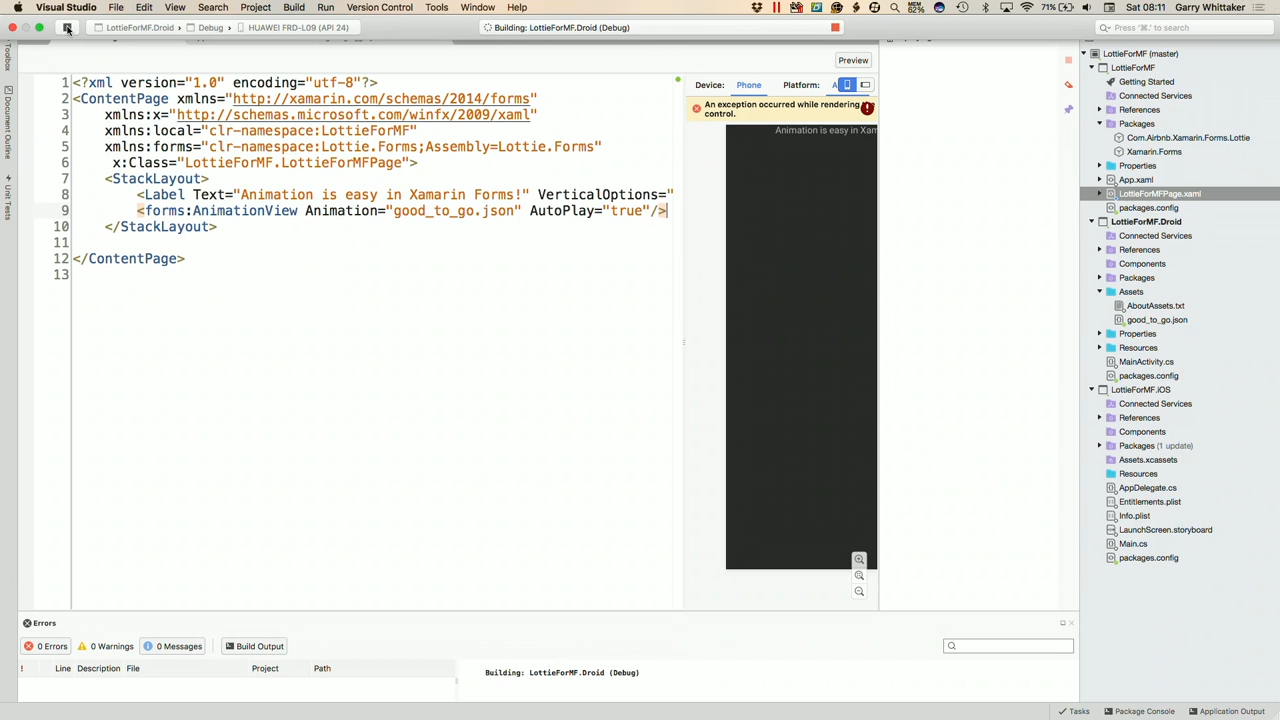 Visual Studio File Edit View Search Project Build Run Version Control Tools Window Help
71% Sat 08:11 Garry Whittaker
LottieForMF.Droid Debug HUAWEI FRD-L09 (API 24) Building: LottieForMF.Droid (Debug) Press '⌘.' to search
Toolbox
Document Outline
Unit Tests
Preview
1 <?xml version="1.0" encoding="utf-8"?>
2 <ContentPage xmlns="http://xamarin.com/schemas/2014/forms"
3 xmlns:x="http://schemas.microsoft.com/winfx/2009/xaml"
4 xmlns:local="clr-namespace:LottieForMF"
5 xmlns:forms="clr-namespace:Lottie.Forms;Assembly=Lottie.Forms"
6 x:Class="LottieForMF.LottieForMFPage">
7 <StackLayout>
8 <Label Text="Animation is easy in Xamarin Forms!" VerticalOptions="
9 <forms:AnimationView Animation="good_to_go.json" AutoPlay="true"/>
10 </StackLayout>
11
12 </ContentPage>
13
Device: Phone Platform: A
An exception occurred while rendering
control.
Animation is easy in Xam
LottieForMF (master)
LottieForMF
Getting Started
Connected Services
References
Packages
Com.Airbnb.Xamarin.Forms.Lottie
Xamarin.Forms
Properties
App.xaml
LottieForMFPage.xaml
packages.config
LottieForMF.Droid
Connected Services
References
Components
Packages
Assets
AboutAssets.txt
good_to_go.json
Properties
Resources
MainActivity.cs
packages.config
LottieForMF.iOS
Connected Services
References
Components
Packages (1 update)
Assets.xcassets
Resources
AppDelegate.cs
Entitlements.plist
Info.plist
LaunchScreen.storyboard
Main.cs
packages.config
Errors
0 Errors 0 Warnings 0 Messages Build Output
! Line Description File Project Path
Building: LottieForMF.Droid (Debug)
Tasks Package Console Application Output